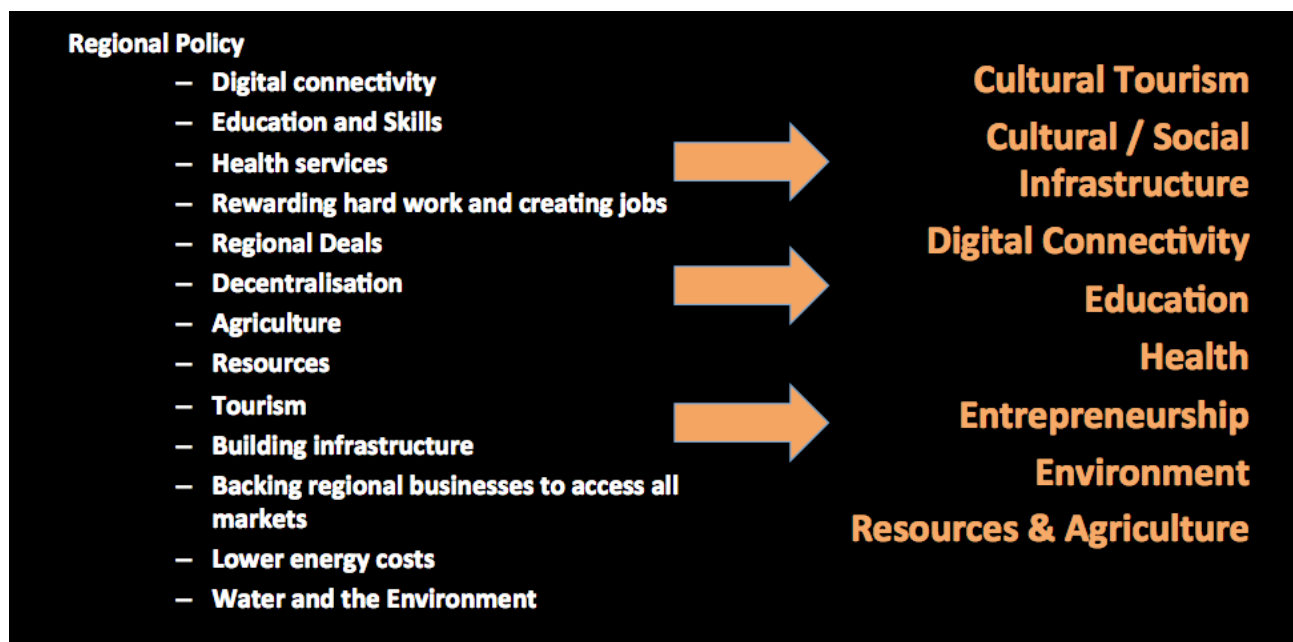 Regional Policy
– Digital connectivity
– Education and Skills
– Health services
– Rewarding hard work and creating jobs
– Regional Deals
– Decentralisation
– Agriculture
– Resources
– Tourism
– Building infrastructure
– Backing regional businesses to access all
markets
– Lower energy costs
– Water and the Environment
Cultural Tourism
Cultural / Social
Infrastructure
Digital Connectivity
Education
Health
Entrepreneurship
Environment
Resources & Agriculture